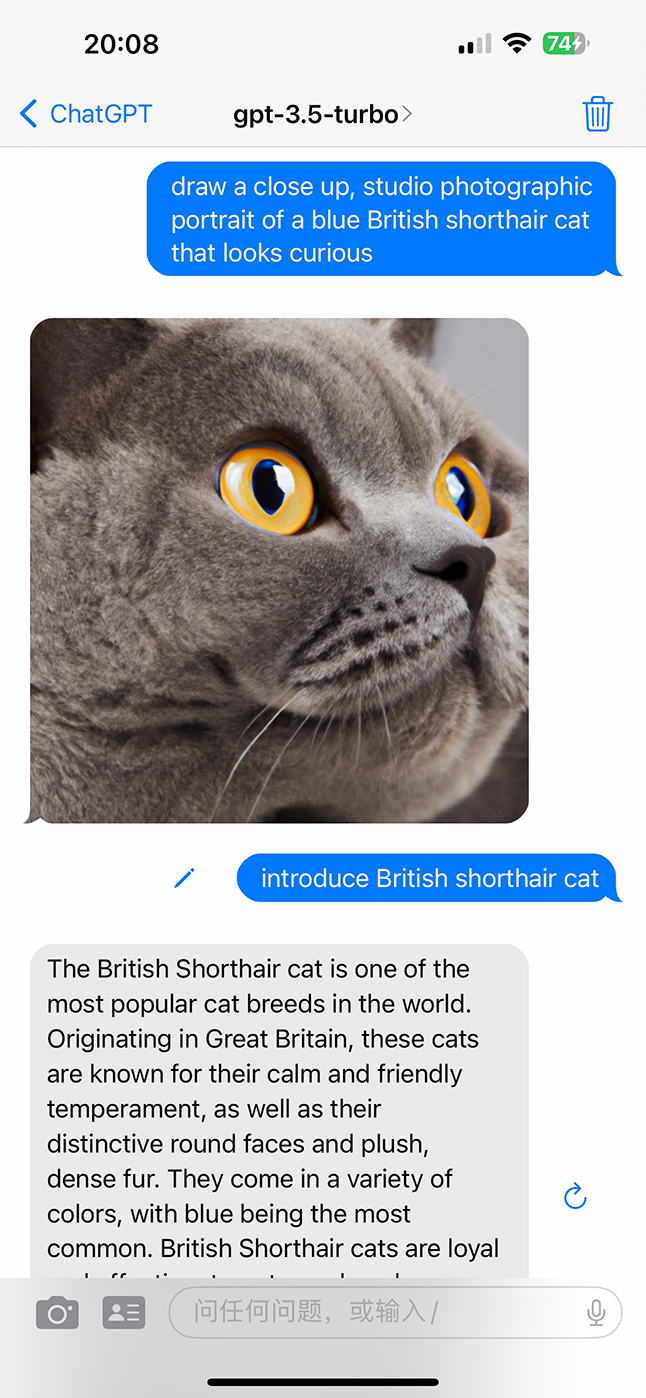 20:08
74
ChatGPT
gpt-3.5-turbo
draw a close up, studio photographic
portrait of a blue British shorthair cat
that looks curious
introduce British shorthair cat
The British Shorthair cat is one of the
most popular cat breeds in the world.
Originating in Great Britain, these cats
are known for their calm and friendly
temperament, as well as their
distinctive round faces and plush,
dense fur. They come in a variety of
colors, with blue being the most
common. British Shorthair cats are loyal
问任何问题，或输入 /